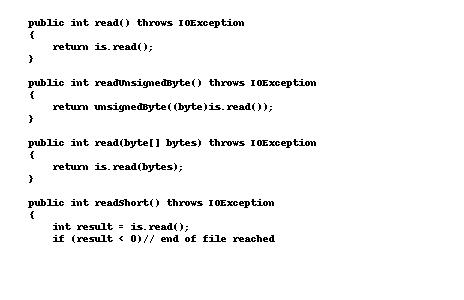 public int read() throws IOException
{
    return is.read();
}

public int readUnsignedByte() throws IOException
{
    return unsignedByte((byte)is.read());
}

public int read(byte[] bytes) throws IOException
{
    return is.read(bytes);
}

public int readShort() throws IOException
{
    int result = is.read();
    if (result < 0)// end of file reached